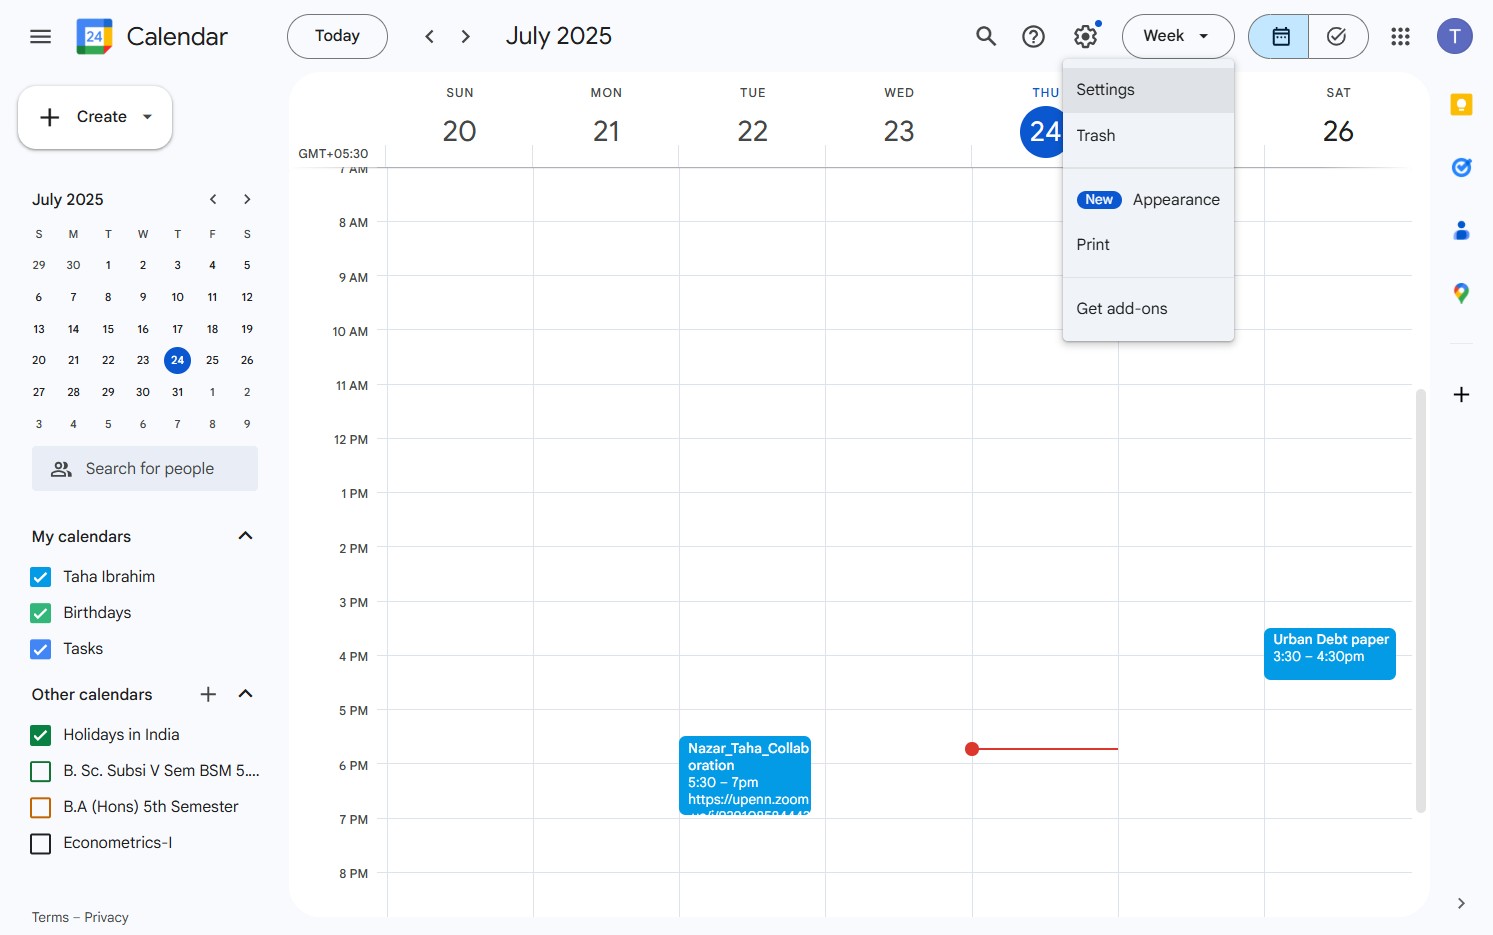 24
Calendar
Today
July 2025
Week
T
Create
GMT+05:30
SUN
20
MON
21
TUE
22
WED
23
THU
24
SAT
26
Settings
Trash
New Appearance
Print
Get add-ons
July 2025
S M T W T F S
29 30 1 2 3 4 5
6 7 8 9 10 11 12
13 14 15 16 17 18 19
20 21 22 23 24 25 26
27 28 29 30 31 1 2
3 4 5 6 7 8 9
Search for people
My calendars
Taha Ibrahim
Birthdays
Tasks
Other calendars
Holidays in India
B. Sc. Subsi V Sem BSM 5....
B.A (Hons) 5th Semester
Econometrics-I
Terms – Privacy
7 AM
8 AM
9 AM
10 AM
11 AM
12 PM
1 PM
2 PM
3 PM
4 PM
5 PM
6 PM
7 PM
8 PM
Nazar_Taha_Collab
oration
5:30 – 7pm
https://upenn.zoom
Urban Debt paper
3:30 – 4:30pm